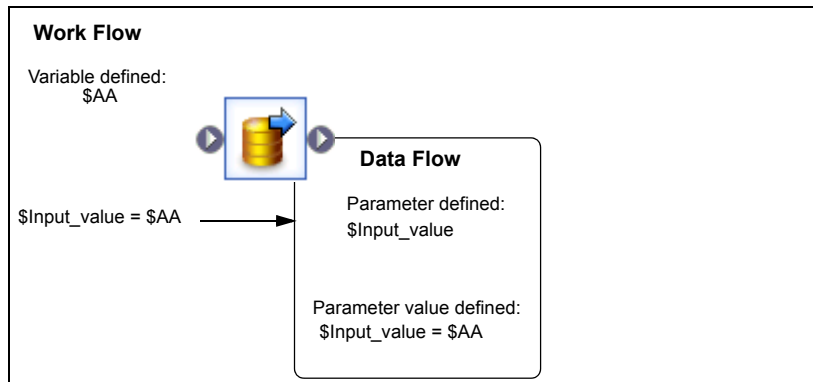 Work Flow
Variable defined:
$AA
Data Flow
$Input_value = $AA
Parameter defined:
$Input_value
Parameter value defined:
$Input_value = $AA